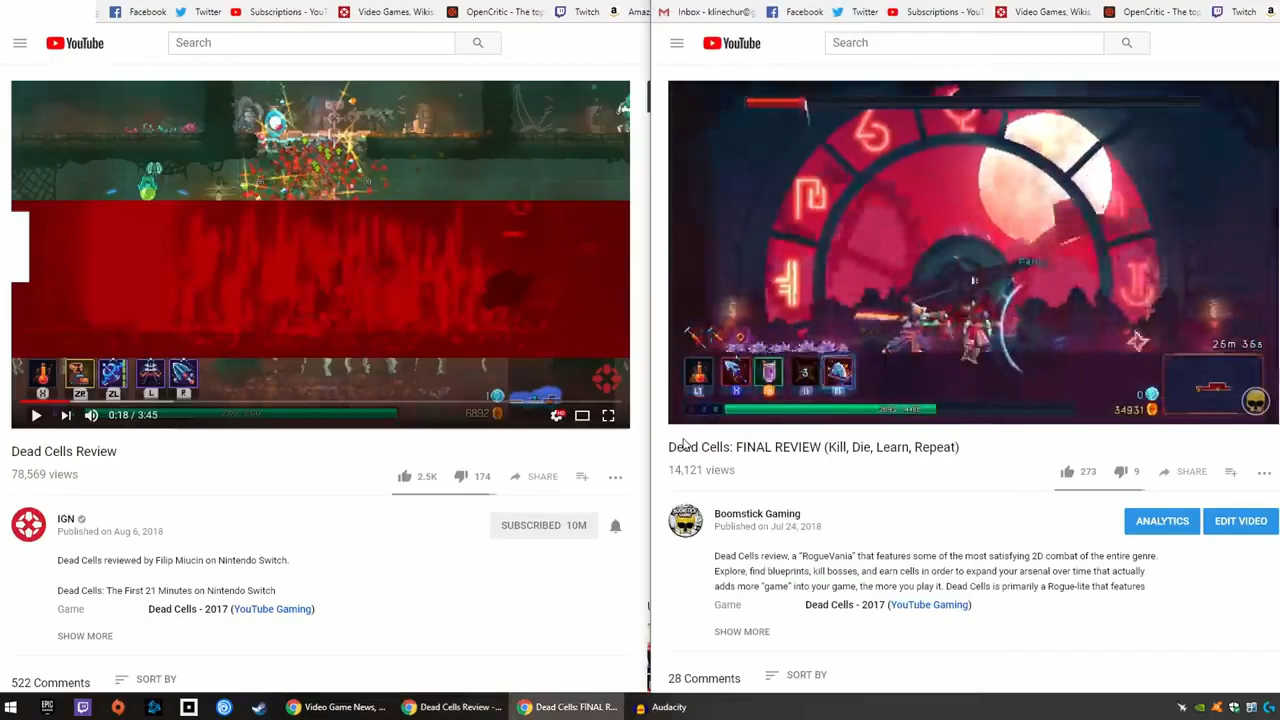 Facebook
Twitter
Subscriptions - YouT
Video Games, Wikis
OpenCritic - The top
Twitch
Amaz
Inbox - klinechur@g
Facebook
Twitter
Subscriptions - YouT
Video Games, Wikis
OpenCritic - The top
Twitch
YouTube
Search
YouTube
Search
25m 35s
X
ZR
ZL
L
R
0:18 / 3:45
6892
34931
Dead Cells Review
78,569 views
2.5K
174
SHARE
Dead Cells: FINAL REVIEW (Kill, Die, Learn, Repeat)
14,121 views
273
9
SHARE
IGN
Published on Aug 6, 2018
SUBSCRIBED 10M
Boomstick Gaming
Published on Jul 24, 2018
ANALYTICS
EDIT VIDEO
Dead Cells reviewed by Filip Miucin on Nintendo Switch.
Dead Cells: The First 21 Minutes on Nintendo Switch
Game Dead Cells - 2017 (YouTube Gaming)
SHOW MORE
Dead Cells review, a "RogueVania" that features some of the most satisfying 2D combat of the entire genre.
Explore, find blueprints, kill bosses, and earn cells in order to expand your arsenal over time that actually
adds more "game" into your game, the more you play it. Dead Cells is primarily a Rogue-lite that features
Game Dead Cells - 2017 (YouTube Gaming)
SHOW MORE
522 Comments
SORT BY
28 Comments
SORT BY
Video Game News, ...
Dead Cells Review -...
Dead Cells: FINAL R...
Audacity